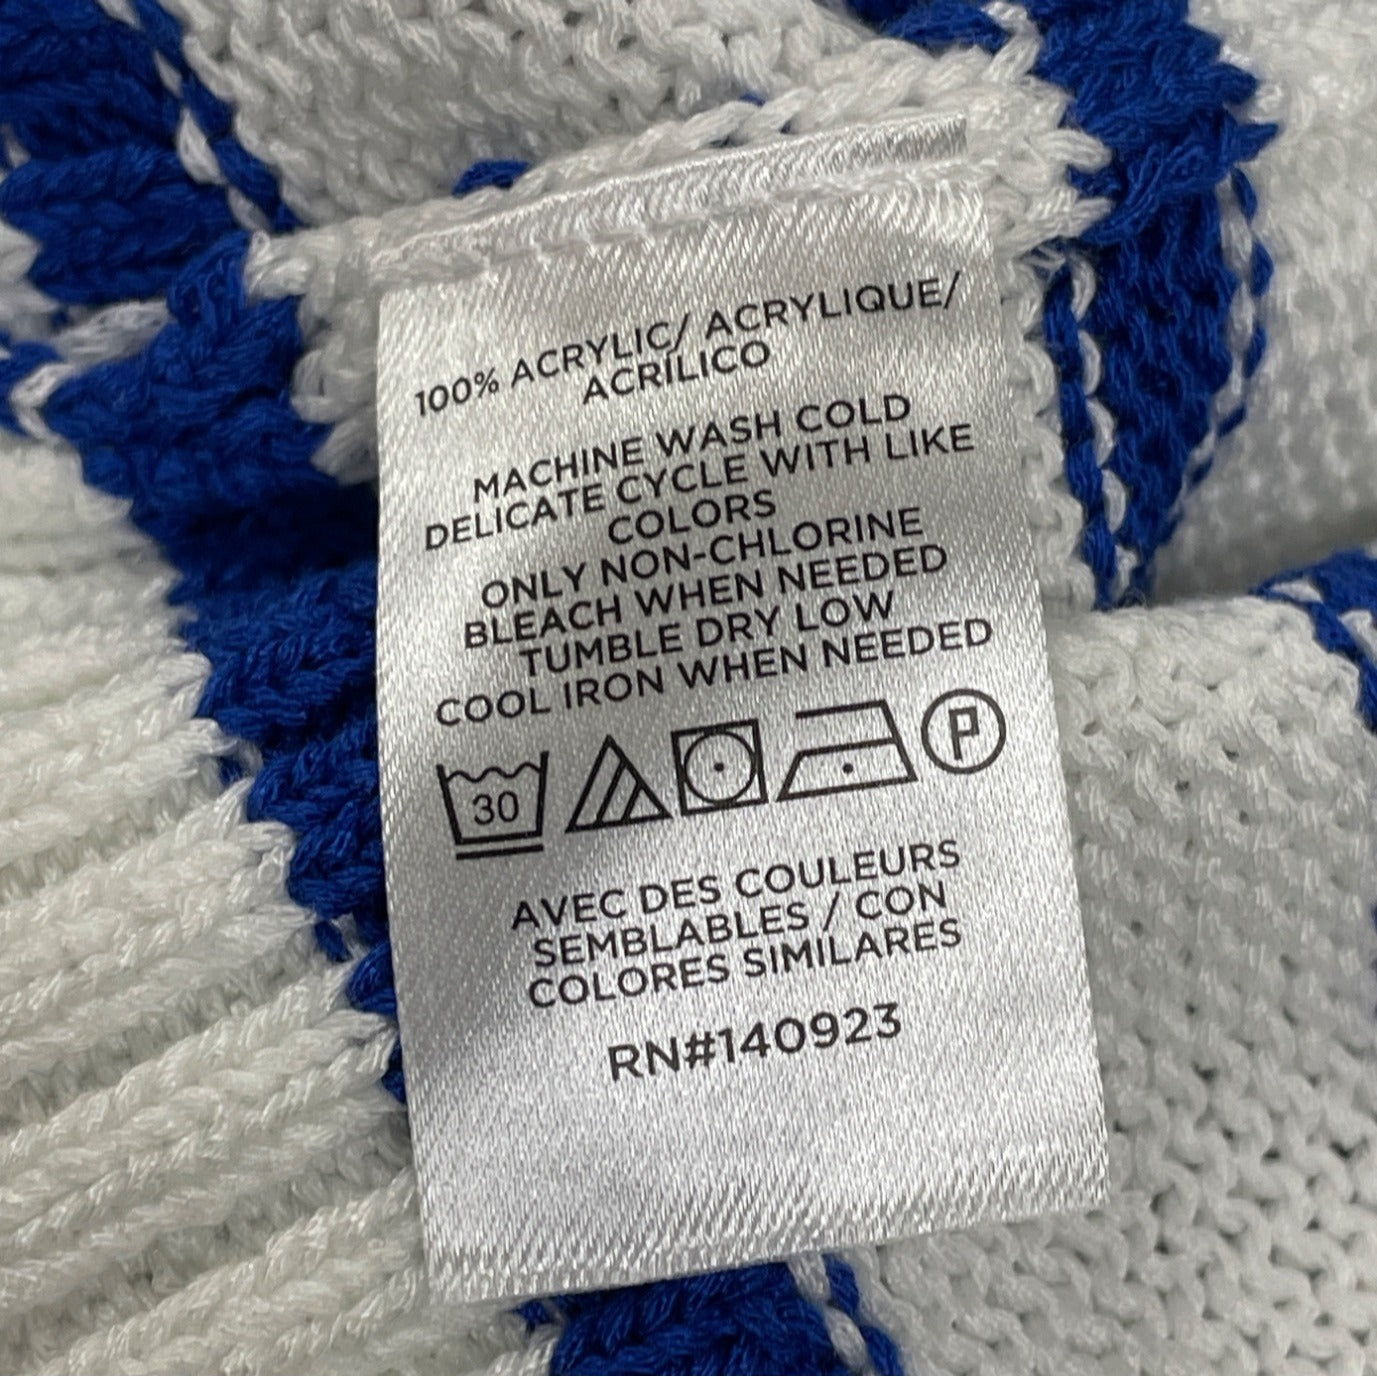 100% ACRYLIC/ ACRYLIQUE/
ACRÍLICO
MACHINE WASH COLD
DELICATE CYCLE WITH LIKE
COLORS
ONLY NON-CHLORINE
BLEACH WHEN NEEDED
TUMBLE DRY LOW
COOL IRON WHEN NEEDED
30 P
AVEC DES COULEURS
SEMBLABLES / CON
COLORES SIMILARES
RN#140923